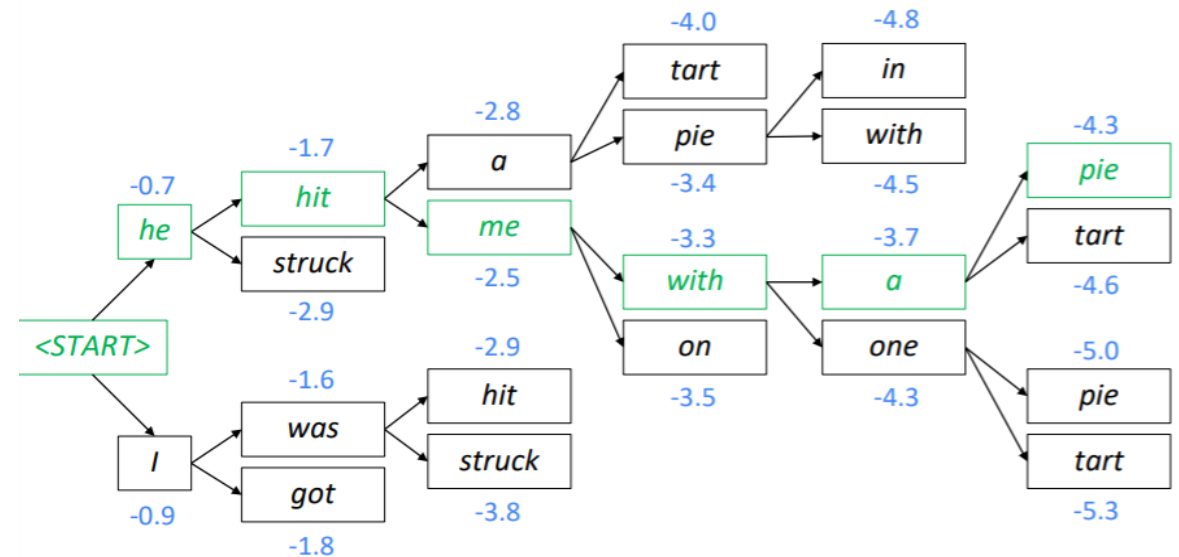 -4.0
-4.8
tart
in
-2.8
pie
with
-4.3
-1.7
a
-3.4
-4.5
pie
-0.7
hit
me
-3.3
-3.7
tart
he
struck
-2.5
with
a
-4.6
-2.9
<START>
-2.9
on
one
-5.0
-1.6
hit
-3.5
-4.3
pie
was
I
struck
tart
got
-0.9
-3.8
-5.3
-1.8